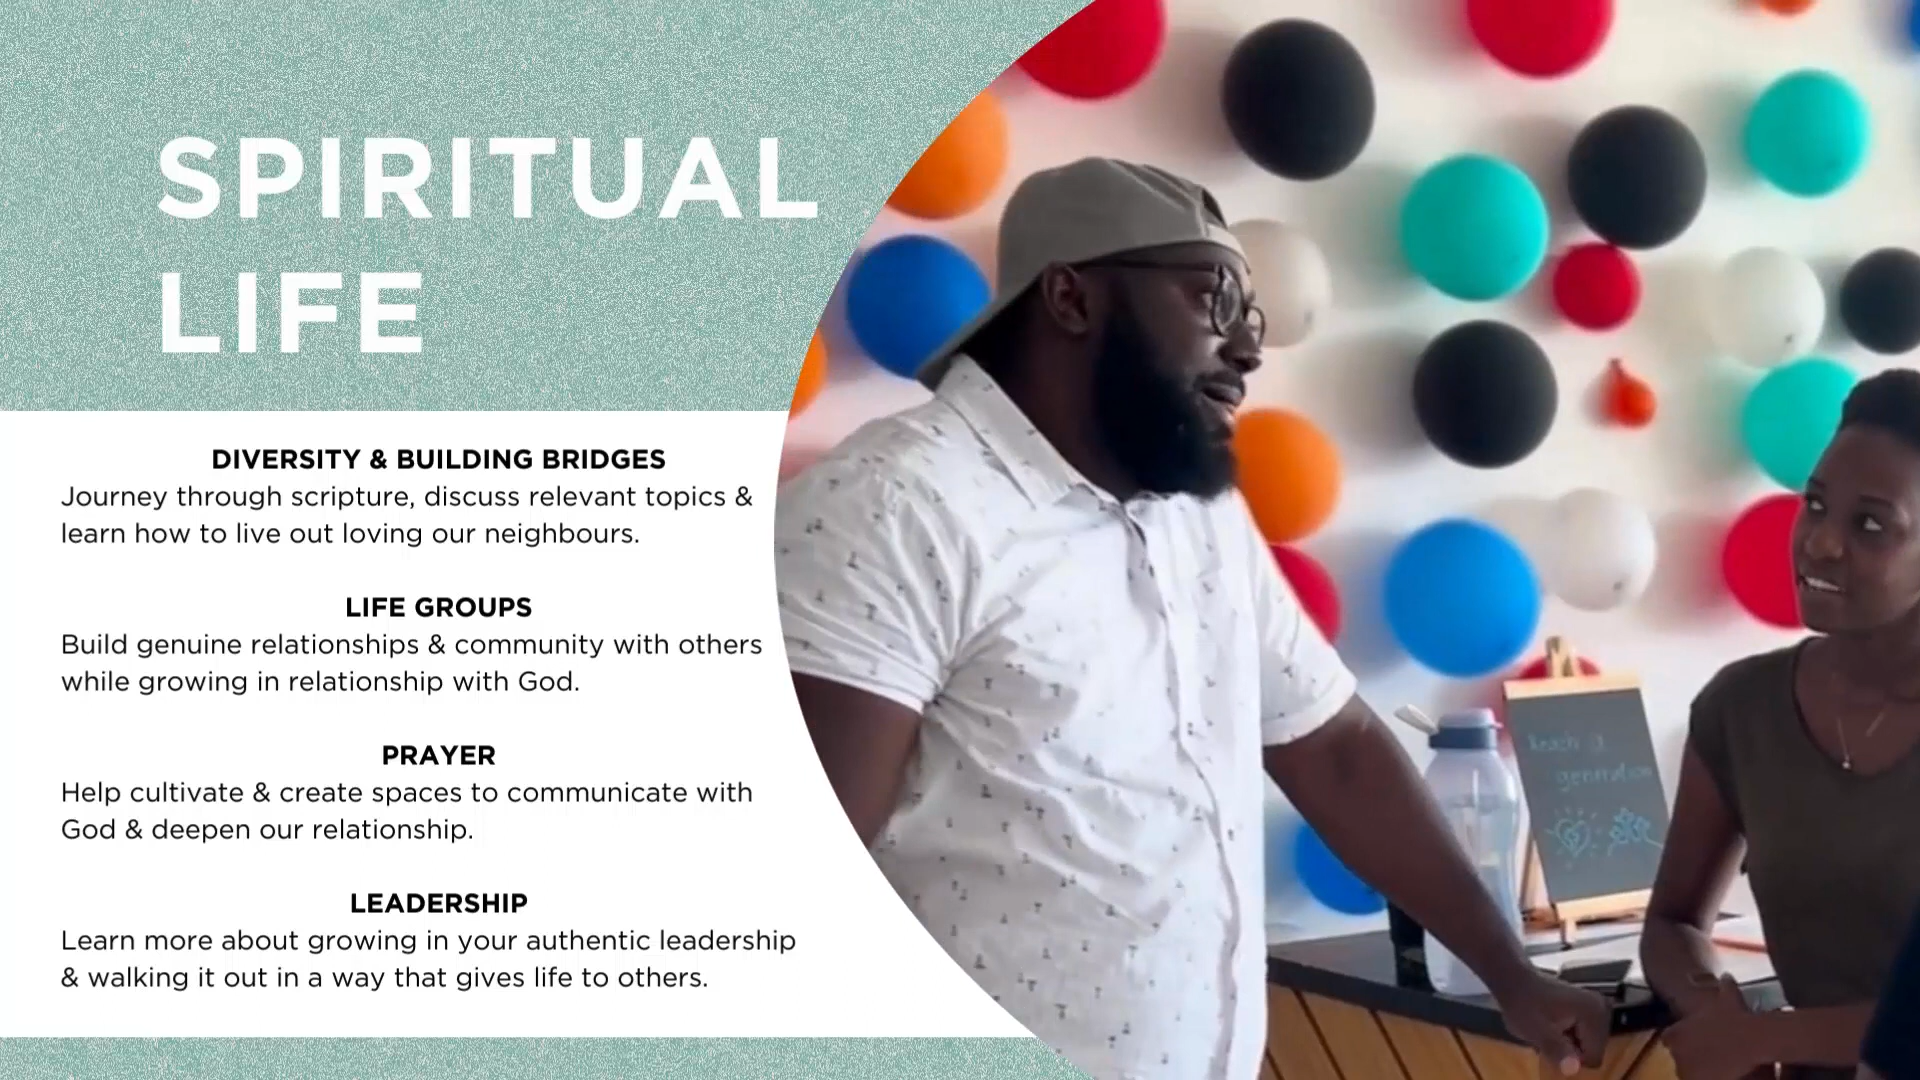 SPIRITUAL
LIFE
DIVERSITY & BUILDING BRIDGES
Journey through scripture, discuss relevant topics &
learn how to live out loving our neighbours.
LIFE GROUPS
Build genuine relationships & community with others
while growing in relationship with God.
PRAYER
Help cultivate & create spaces to communicate with
God & deepen our relationship.
LEADERSHIP
Learn more about growing in your authentic leadership
& walking it out in a way that gives life to others.
Reach a
generation